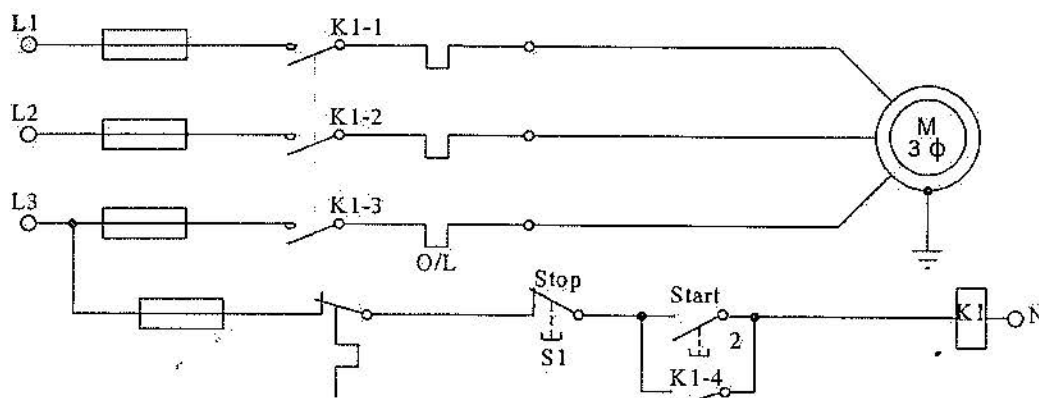 L1
K1-1
L2
K1-2
M
3 ϕ
L3
K1-3
O/L
Stop
Start
K1
N
2
S1
K1-4